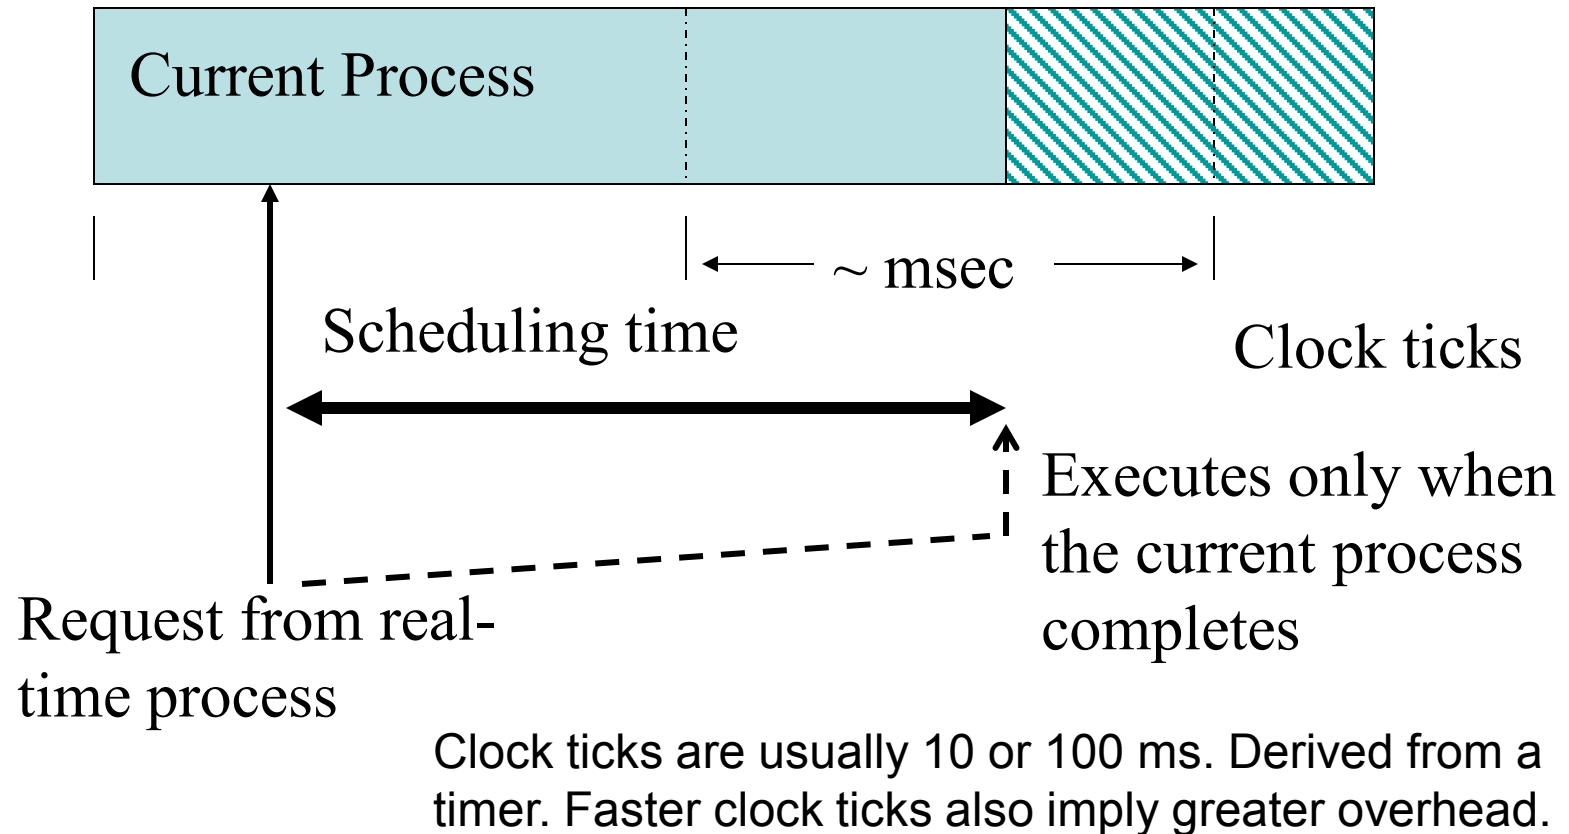 Current Process
~ msec
Scheduling time
Clock ticks
Executes only when
the current process
completes
Request from real-
time process
Clock ticks are usually 10 or 100 ms. Derived from a
timer. Faster clock ticks also imply greater overhead.